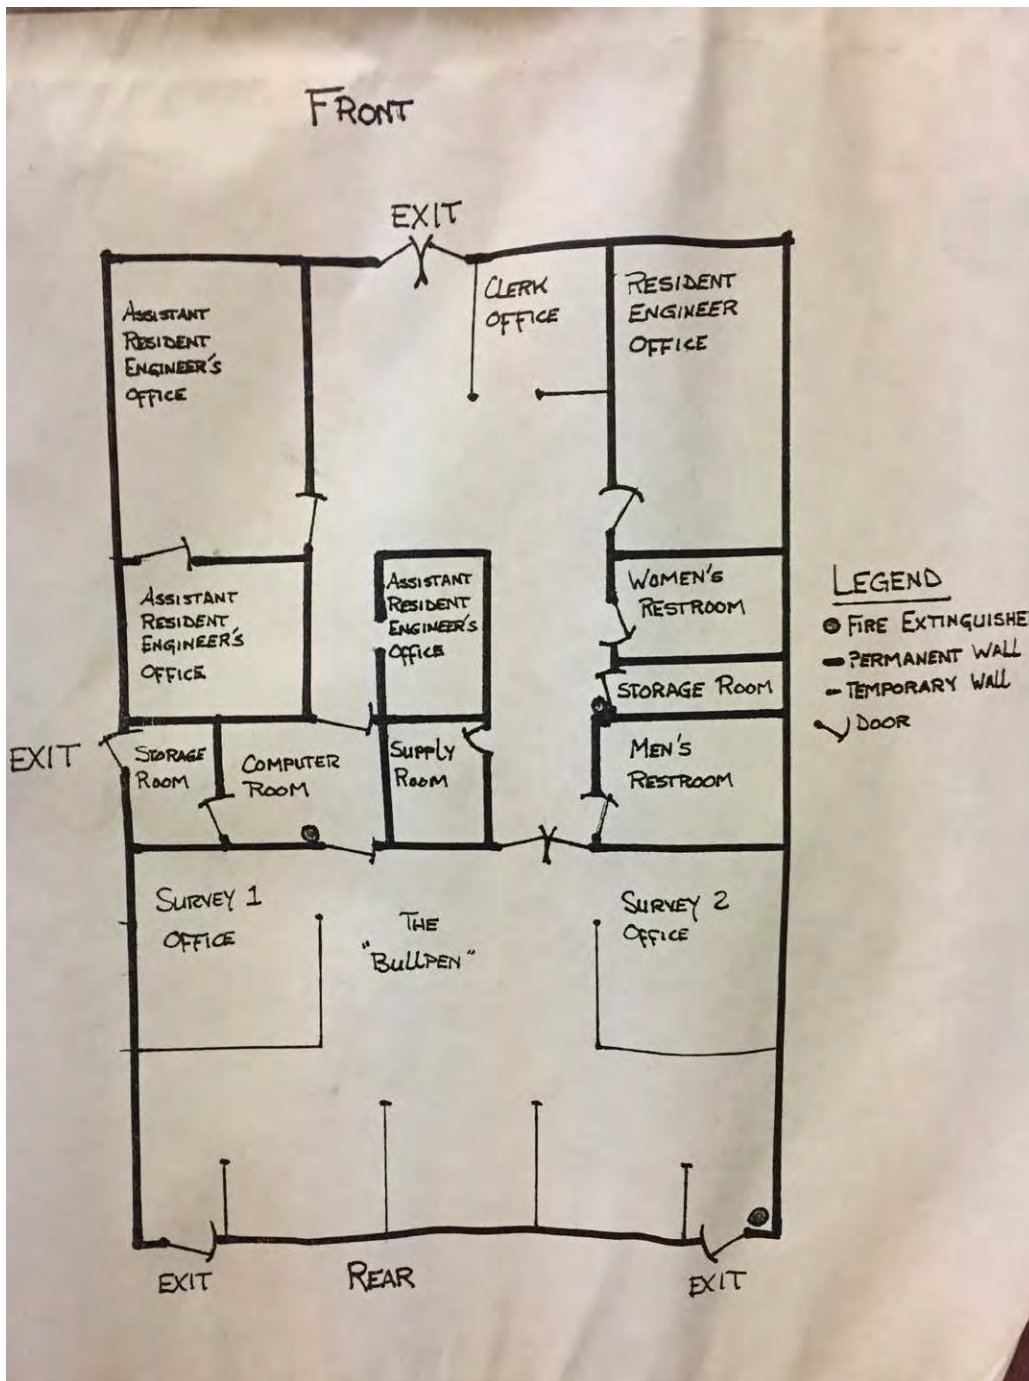 FRONT
EXIT
ASSISTANT
RESIDENT
ENGINEER'S
OFFICE
CLERK
OFFICE
RESIDENT
ENGINEER
OFFICE
ASSISTANT
RESIDENT
ENGINEER'S
OFFICE
ASSISTANT
RESIDENT
ENGINEER'S
OFFICE
WOMEN'S
RESTROOM
STORAGE ROOM
LEGEND
FIRE EXTINGUISHE
PERMANENT WALL
TEMPORARY WALL
DOOR
EXIT
STORAGE
ROOM
COMPUTER
ROOM
SUPPLY
ROOM
MEN'S
RESTROOM
SURVEY 1
OFFICE
THE
"BULLPEN"
SURVEY 2
OFFICE
EXIT
REAR
EXIT